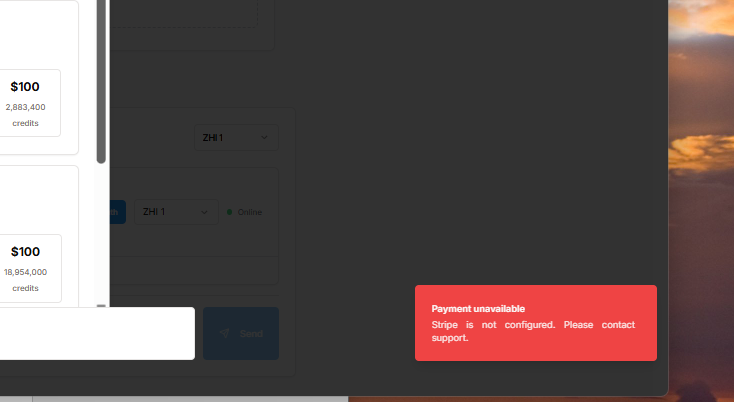 $100
2,883,400
credits
ZHI 1
ZHI 1
Online
$100
18,954,000
credits
Send
Payment unavailable
Stripe is not configured. Please contact
support.